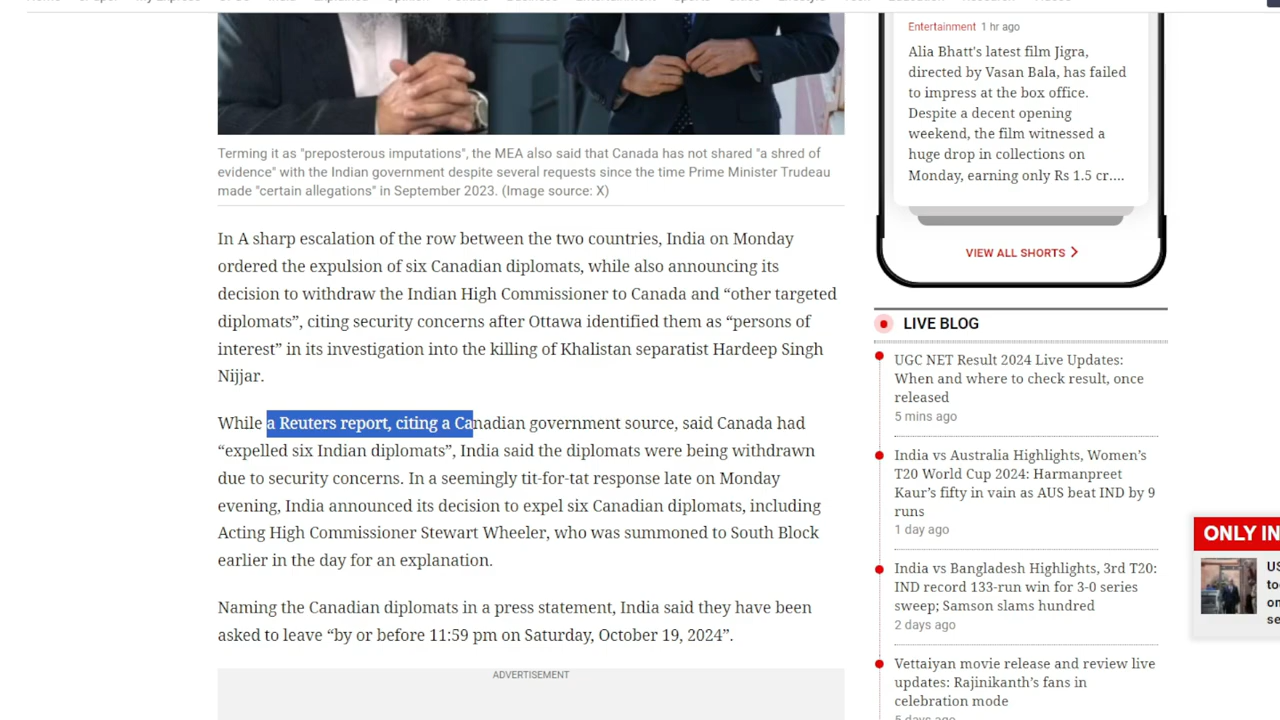 Terming it as "preposterous imputations", the MEA also said that Canada has not shared "a shred of
evidence" with the Indian government despite several requests since the time Prime Minister Trudeau
made "certain allegations" in September 2023. (Image source: X)
In A sharp escalation of the row between the two countries, India on Monday
ordered the expulsion of six Canadian diplomats, while also announcing its
decision to withdraw the Indian High Commissioner to Canada and “other targeted
diplomats”, citing security concerns after Ottawa identified them as “persons of
interest” in its investigation into the killing of Khalistan separatist Hardeep Singh
Nijjar.
While a Reuters report, citing a Canadian government source, said Canada had
“expelled six Indian diplomats”, India said the diplomats were being withdrawn
due to security concerns. In a seemingly tit-for-tat response late on Monday
evening, India announced its decision to expel six Canadian diplomats, including
Acting High Commissioner Stewart Wheeler, who was summoned to South Block
earlier in the day for an explanation.
Naming the Canadian diplomats in a press statement, India said they have been
asked to leave “by or before 11:59 pm on Saturday, October 19, 2024”.
ADVERTISEMENT
Entertainment 1 hr ago
Alia Bhatt's latest film Jigra,
directed by Vasan Bala, has failed
to impress at the box office.
Despite a decent opening
weekend, the film witnessed a
huge drop in collections on
Monday, earning only Rs 1.5 cr....
VIEW ALL SHORTS
LIVE BLOG
UGC NET Result 2024 Live Updates:
When and where to check result, once
released
5 mins ago
India vs Australia Highlights, Women’s
T20 World Cup 2024: Harmanpreet
Kaur’s fifty in vain as AUS beat IND by 9
runs
1 day ago
India vs Bangladesh Highlights, 3rd T20:
IND record 133-run win for 3-0 series
sweep; Samson slams hundred
2 days ago
Vettaiyan movie release and review live
updates: Rajinikanth’s fans in
celebration mode
ONLY IN
US
to
on
se